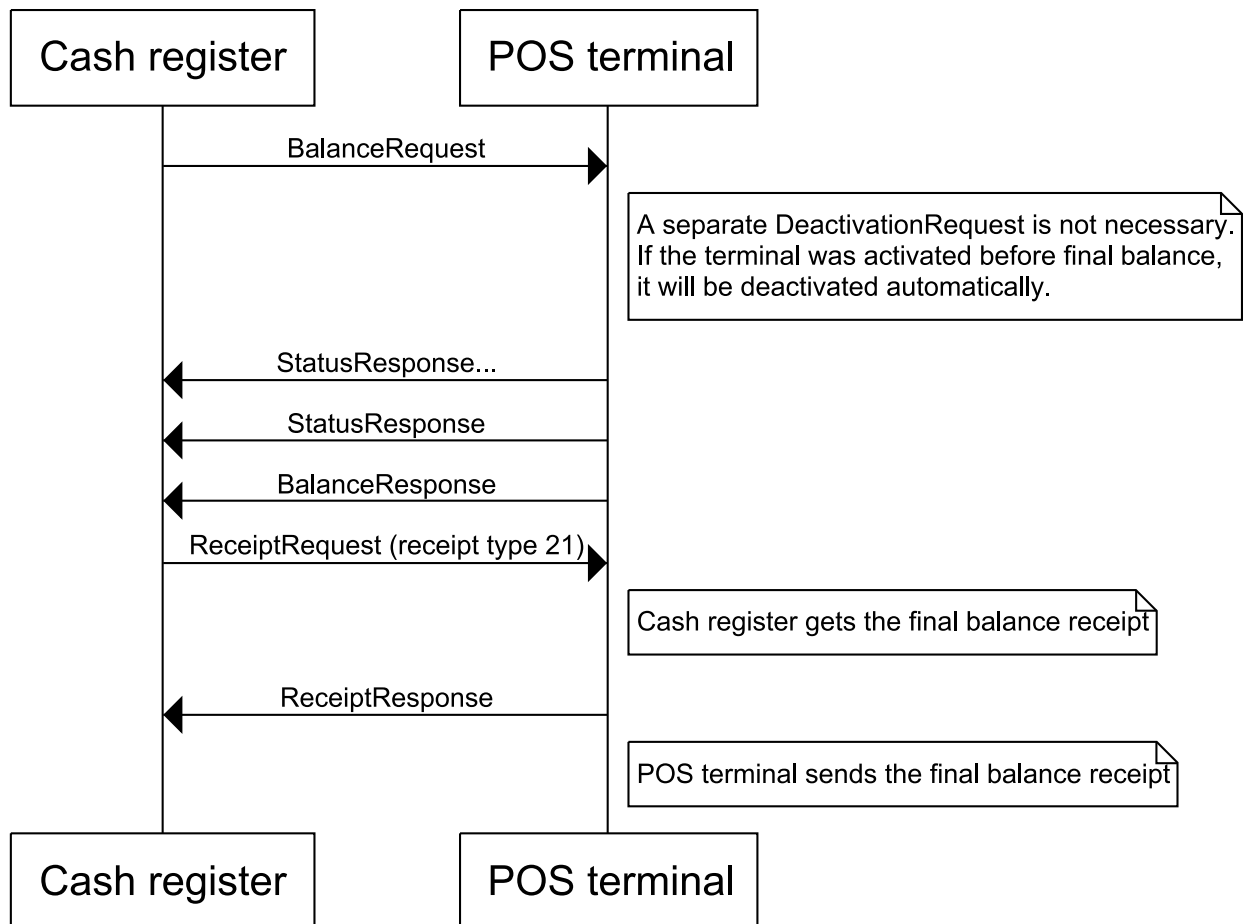 Cash register
POS terminal
BalanceRequest
A separate DeactivationRequest is not necessary.
If the terminal was activated before final balance,
it will be deactivated automatically.
StatusResponse...
StatusResponse
BalanceResponse
ReceiptRequest (receipt type 21)
Cash register gets the final balance receipt
ReceiptResponse
POS terminal sends the final balance receipt
Cash register
POS terminal